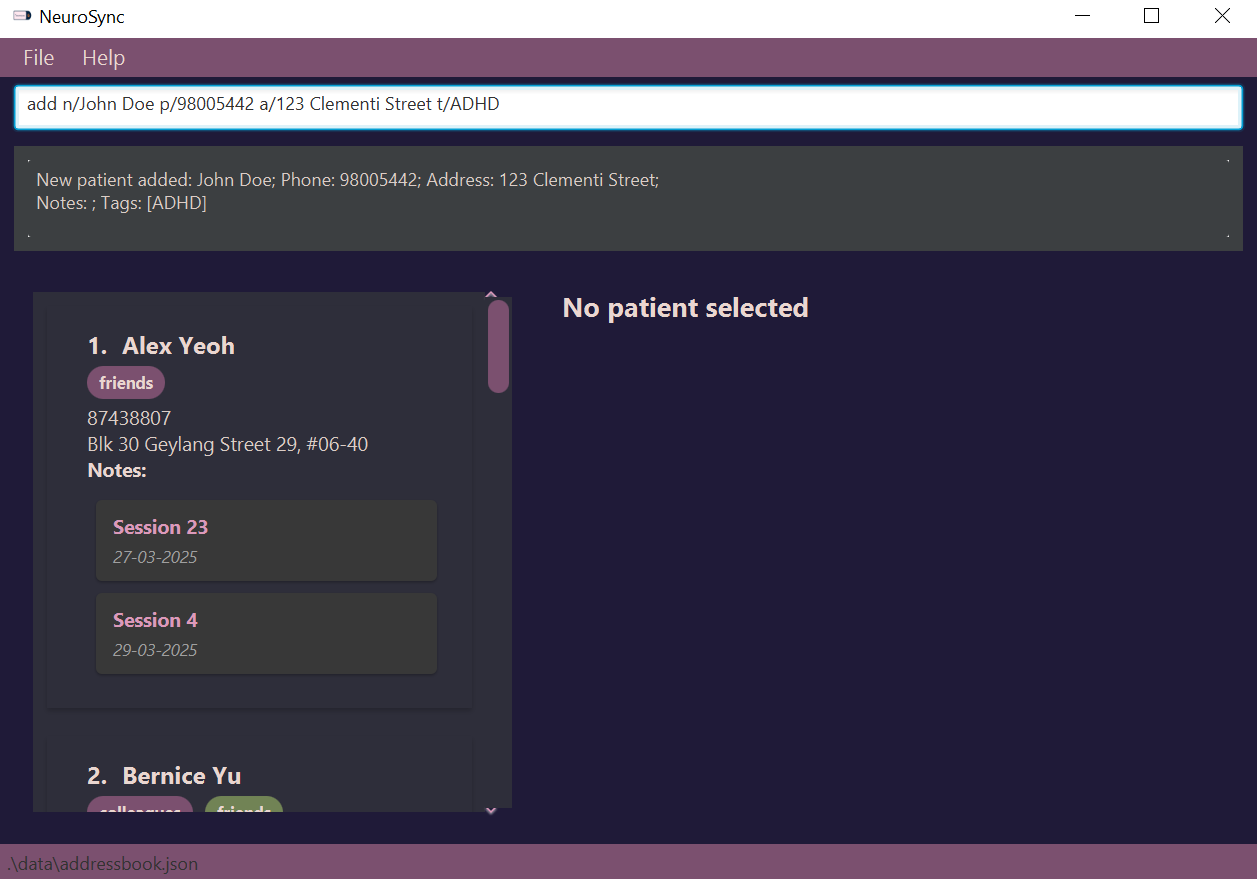 NeuroSync
File Help
add n/John Doe p/98005442 a/123 Clementi Street t/ADHD
New patient added: John Doe; Phone: 98005442; Address: 123 Clementi Street;
Notes: ; Tags: [ADHD]
1. Alex Yeoh
friends
87438807
Blk 30 Geylang Street 29, #06-40
Notes:
Session 23
27-03-2025
Session 4
29-03-2025
2. Bernice Yu
colleagues friends
No patient selected
.\data\addressbook.json